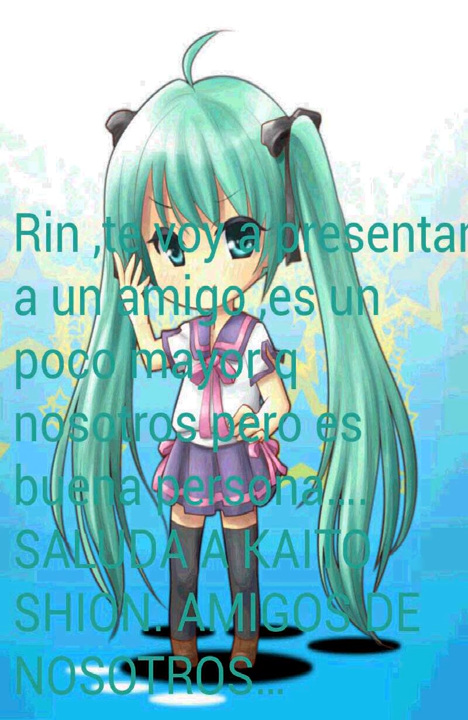 Rin ,te voy a presentar
a un amigo ,es un
poco mayor q
nosotros pero es
buena persona....
SALUDA A KAITO
SHION. AMIGOS DE
NOSOTROS...